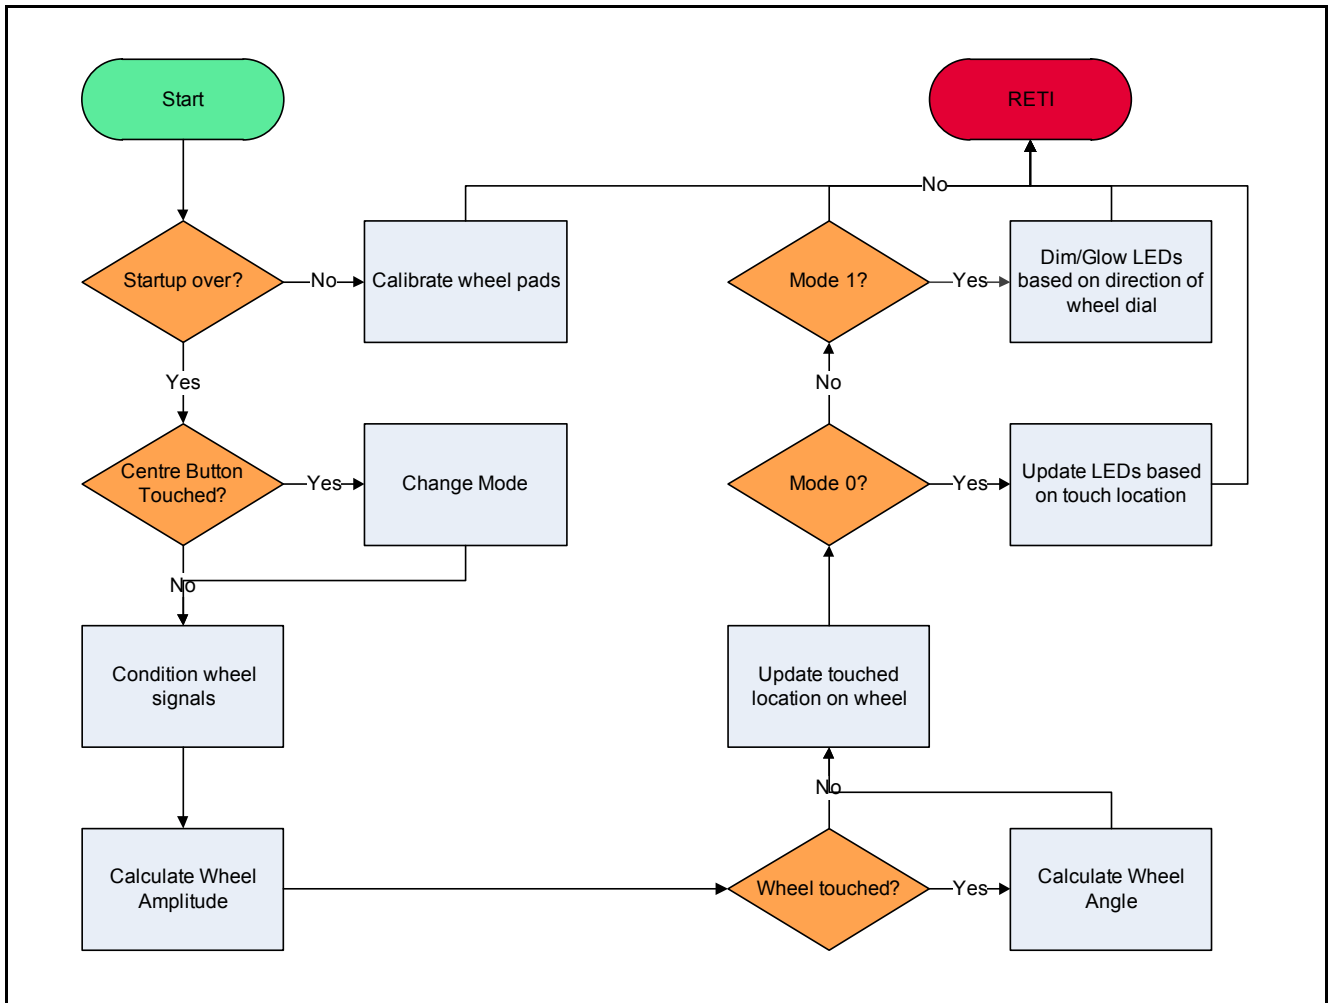 Start
RETI
No
Startup over?
No
Calibrate wheel pads
Mode 1?
Yes
Dim/Glow LEDs
based on direction of
wheel dial
Yes
No
Centre Button
Touched?
Yes
Change Mode
Mode 0?
Yes
Update LEDs based
on touch location
No
Condition wheel
signals
Update touched
location on wheel
No
Calculate Wheel
Amplitude
Wheel touched?
Yes
Calculate Wheel
Angle